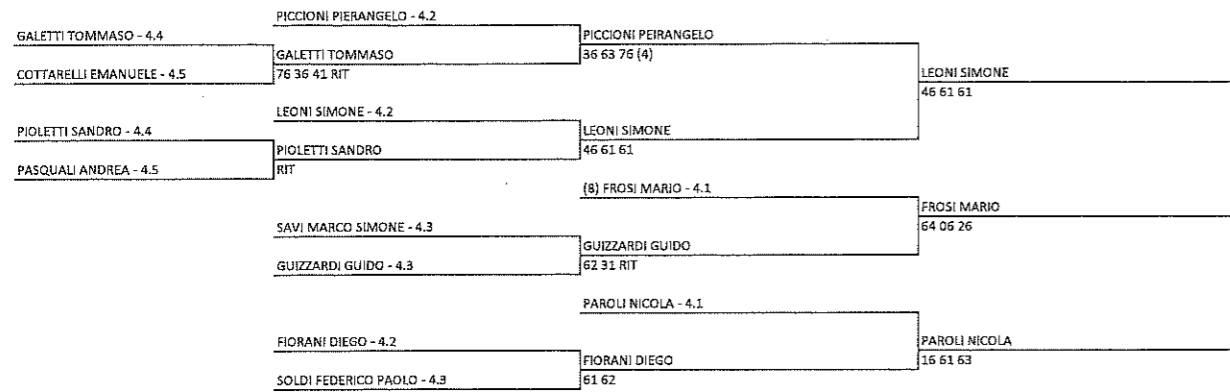 PICCIONI PIERANGELO - 4.2
GALETTI TOMMASO - 4.4
PICCIONI PEIRANGELO
GALETTI TOMMASO
36 63 76 (4)
COTTARELLI EMANUELE - 4.5
76 36 41 RIT
LEONI SIMONE
46 61 61
LEONI SIMONE - 4.2
PIOLETTI SANDRO - 4.4
LEONI SIMONE
PIOLETTI SANDRO
46 61 61
PASQUALI ANDREA - 4.5
RIT
(8) FROSI MARIO - 4.1
FROSI MARIO
SAVI MARCO SIMONE - 4.3
64 06 26
GUIZZARDI GUIDO
GUIZZARDI GUIDO - 4.3
62 31 RIT
PAROLI NICOLA - 4.1
FIORANI DIEGO - 4.2
PAROLI NICOLA
FIORANI DIEGO
16 61 63
SOLDI FEDERICO PAOLO - 4.3
61 62